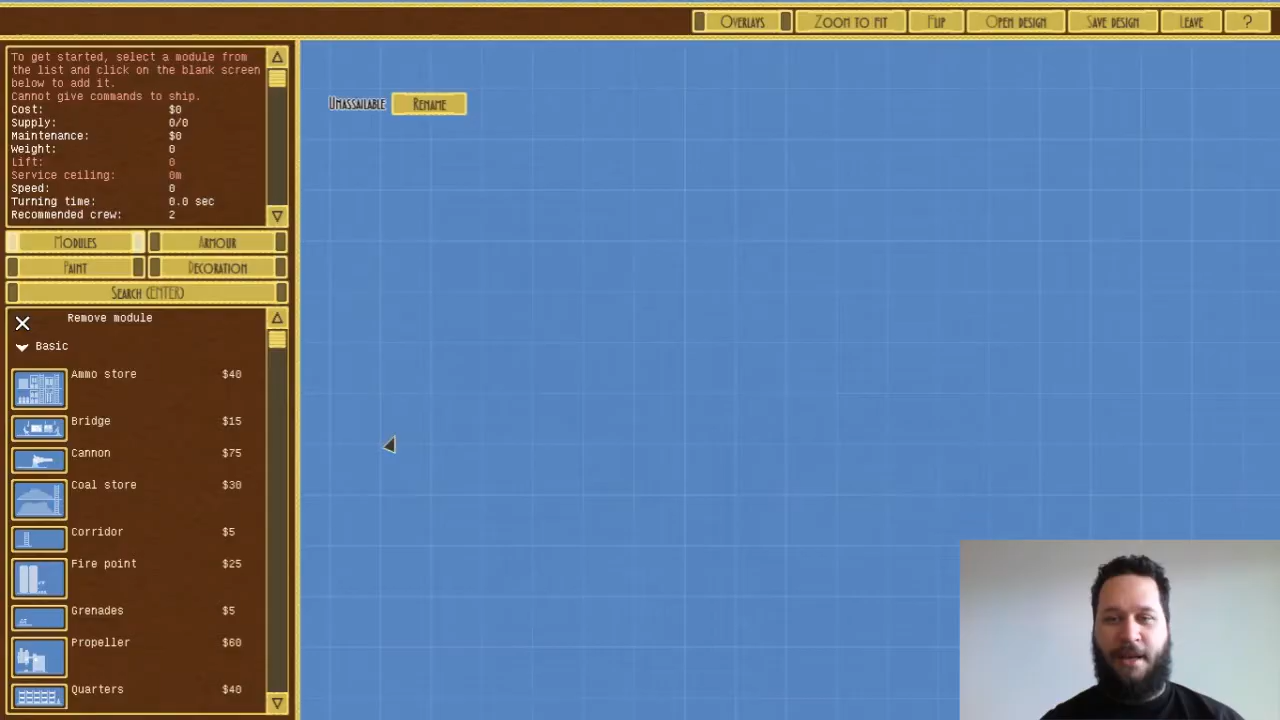 OVERLAYS
ZOOM TO FIT
FLIP
OPEN DESIGN
SAVE DESIGN
LEAVE
?
To get started, select a module from
the list and click on the blank screen
below to add it.
Cannot give commands to ship.
Cost: $0
Supply: 0/0
Maintenance: $0
Weight: 0
Lift: 0
Service ceiling: 0m
Speed: 0
Turning time: 0.0 sec
Recommended crew: 2
UNASSAILABLE
RENAME
MODULES
ARMOUR
PAINT
DECORATION
SEARCH (ENTER)
Remove module
Basic
Ammo store $40
Bridge $15
Cannon $75
Coal store $30
Corridor $5
Fire point $25
Grenades $5
Propeller $60
Quarters $40